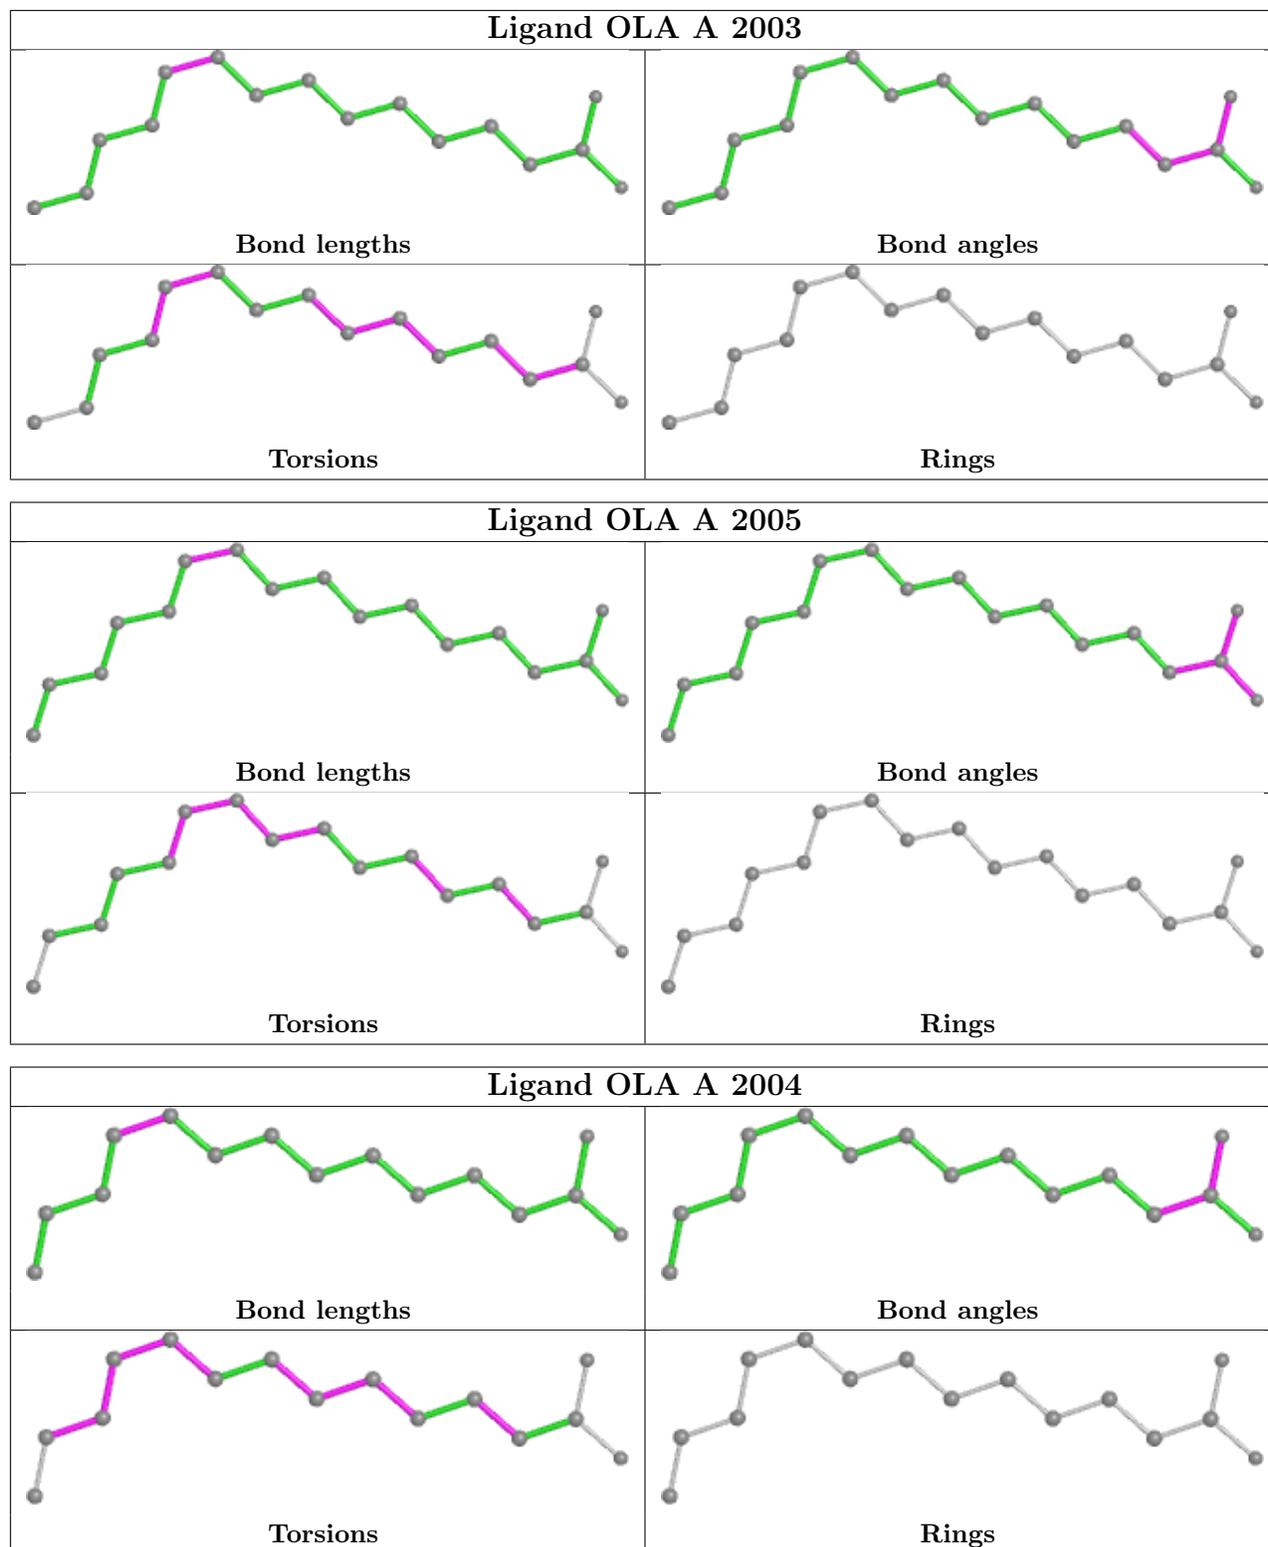 Ligand OLA A 2003
Bond lengths
Bond angles
Torsions
Rings
Ligand OLA A 2005
Bond lengths
Bond angles
Torsions
Rings
Ligand OLA A 2004
Bond lengths
Bond angles
Torsions
Rings